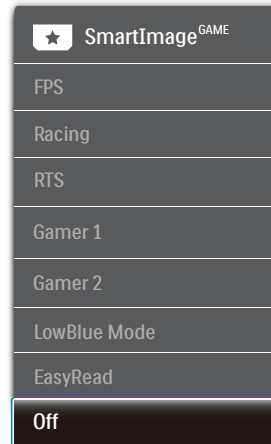 SmartImage GAME
FPS
Racing
RTS
Gamer 1
Gamer 2
LowBlue Mode
EasyRead
Off